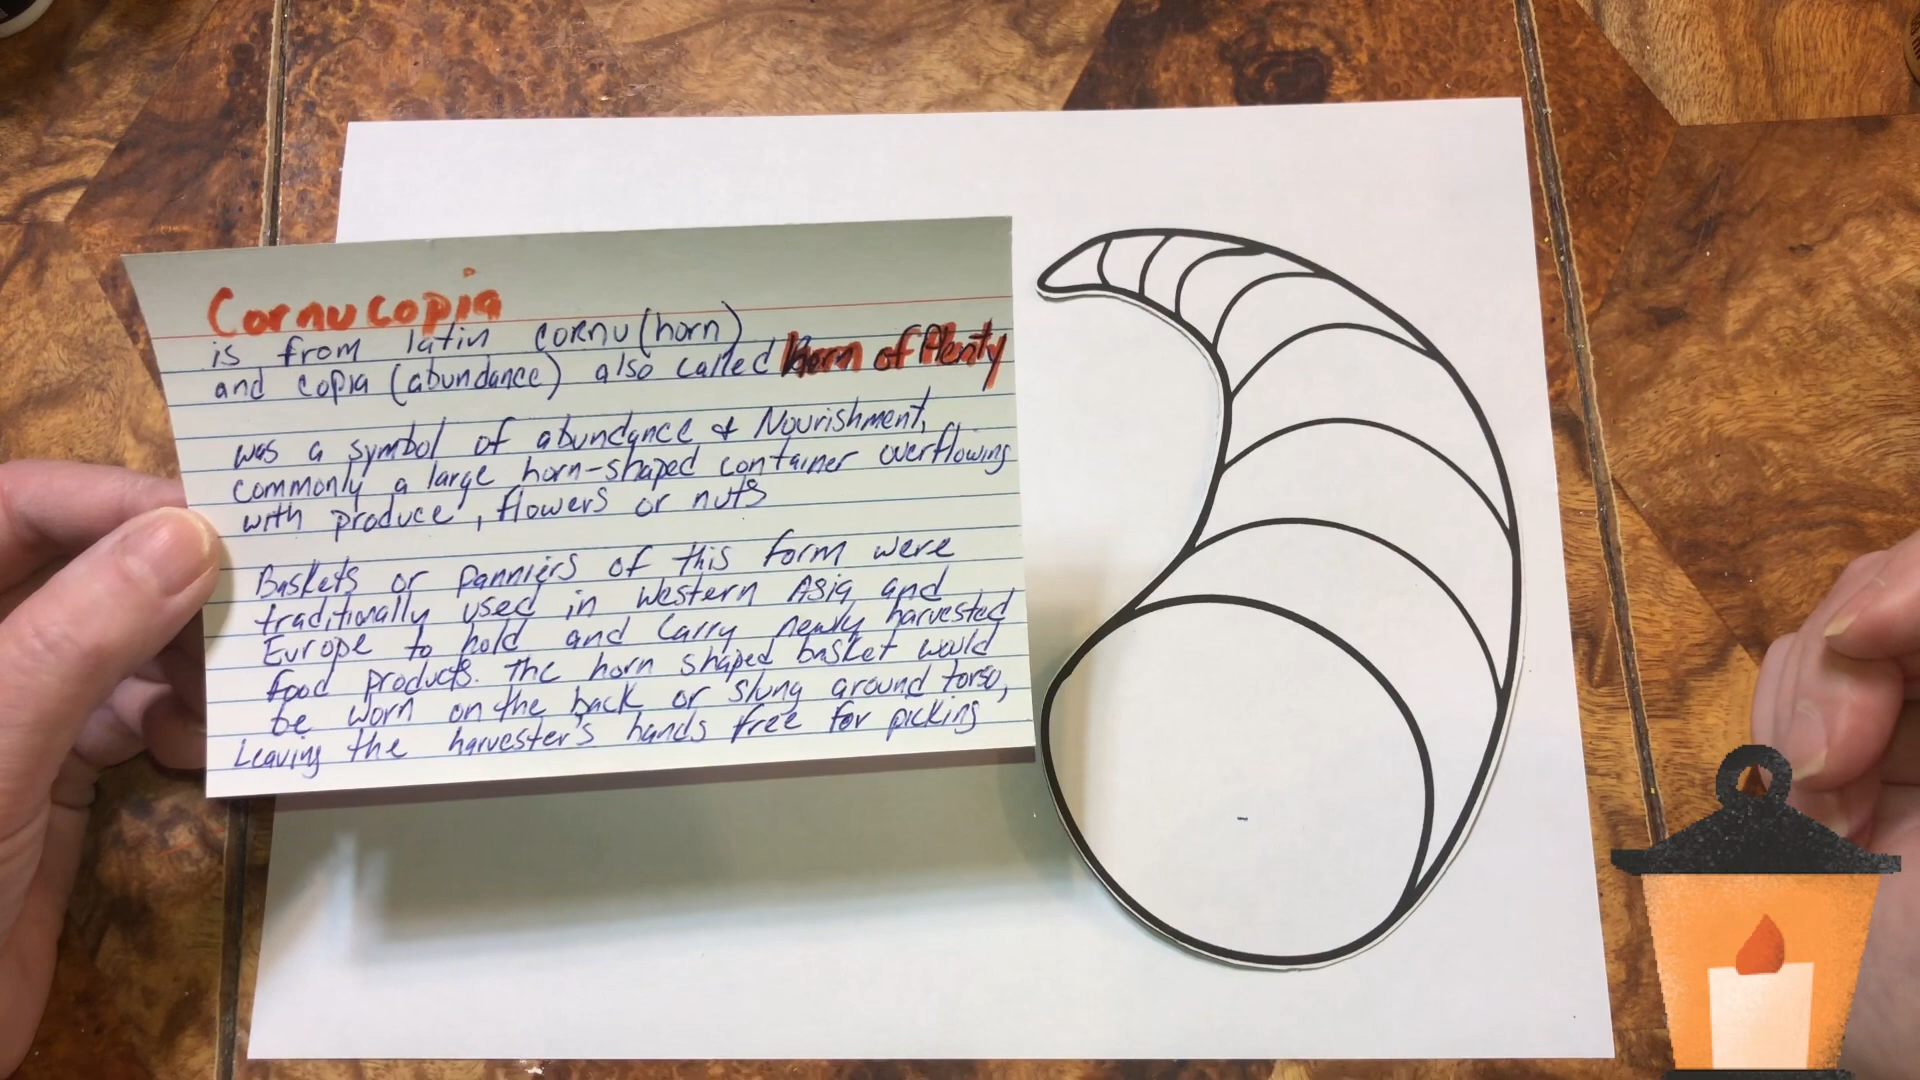 Cornucopia
is from latin cornu (horn)
and copia (abundance) also called Horn of Plenty
was a symbol of abundance & Nourishment,
commonly a large horn-shaped container overflowing
with produce, flowers or nuts
Baskets or panniers of this form were
traditionally used in western Asia and
Europe to hold and carry newly harvested
food products. The horn shaped basket would
be worn on the back or slung around torso,
Leaving the harvester's hands free for picking